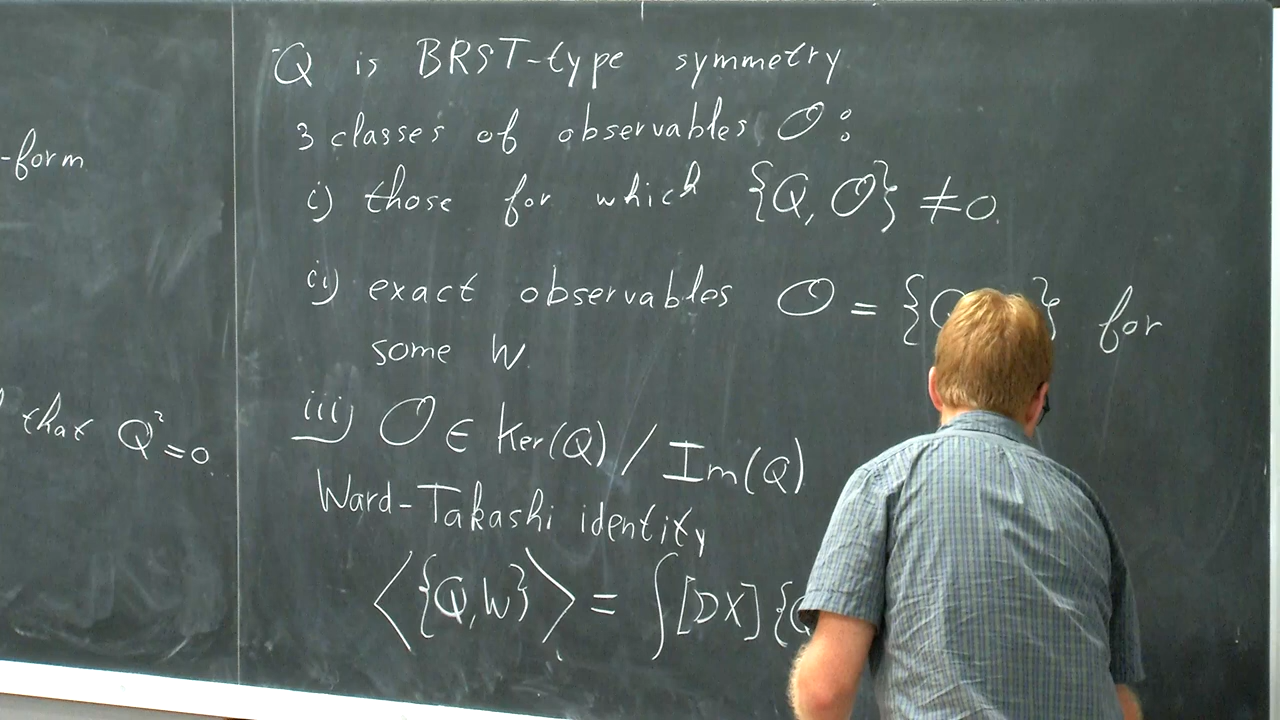 -form
that Q²=0
Q is BRST-type symmetry
3 classes of observables O:
i) those for which {Q, O} ≠0.
ii) exact observables O = {Q } for
some W
iii) O ∈ Ker(Q) / Im(Q)
Ward-Takashi identity
⟨{Q,W}⟩ = ∫[DX]{Q